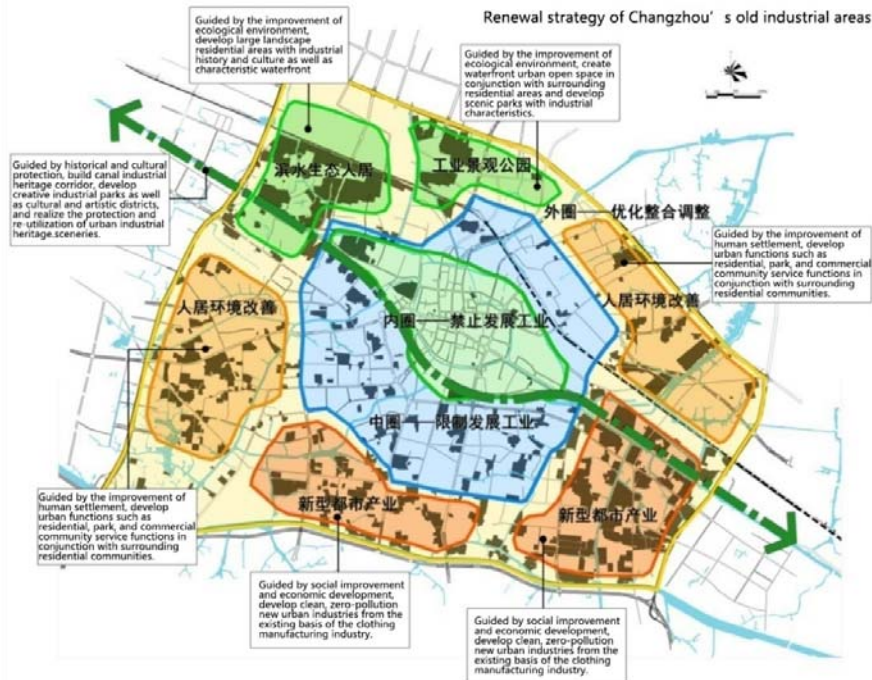 Renewal strategy of Changzhou's old industrial areas
Guided by the improvement of
ecological environment,
develop large landscape
residential areas with industrial
history and culture as well as
characteristic waterfront
Guided by the improvement of
ecological environment, create
waterfront urban open space in
conjunction with surrounding
residential areas and develop
scenic parks with industrial
characteristics.
Guided by historical and cultural
protection, build canal industrial
heritage corridor, develop
creative industrial parks as
well as cultural and artistic districts,
and realize the protection and
re-utilization of urban industrial
heritage sceneries.
滨水生态人居
工业景观公园
外圈——优化整合调整
Guided by the improvement of
human settlement, develop
urban functions such as
residential, park, and commercial
community service functions in
conjunction with surrounding
residential communities.
人居环境改善
人居环境改善
内圈——禁止发展工业
中圈——限制发展工业
新型都市产业
新型都市产业
Guided by the improvement of
human settlement, develop
urban functions such as
residential, park, and commercial
community service functions in
conjunction with surrounding
residential communities.
Guided by social improvement
and economic development,
develop clean, zero-pollution
new urban industries from the
existing basis of the clothing
manufacturing industry.
Guided by social improvement
and economic development,
develop clean, zero-pollution
new urban industries from the
existing basis of the clothing
manufacturing industry.